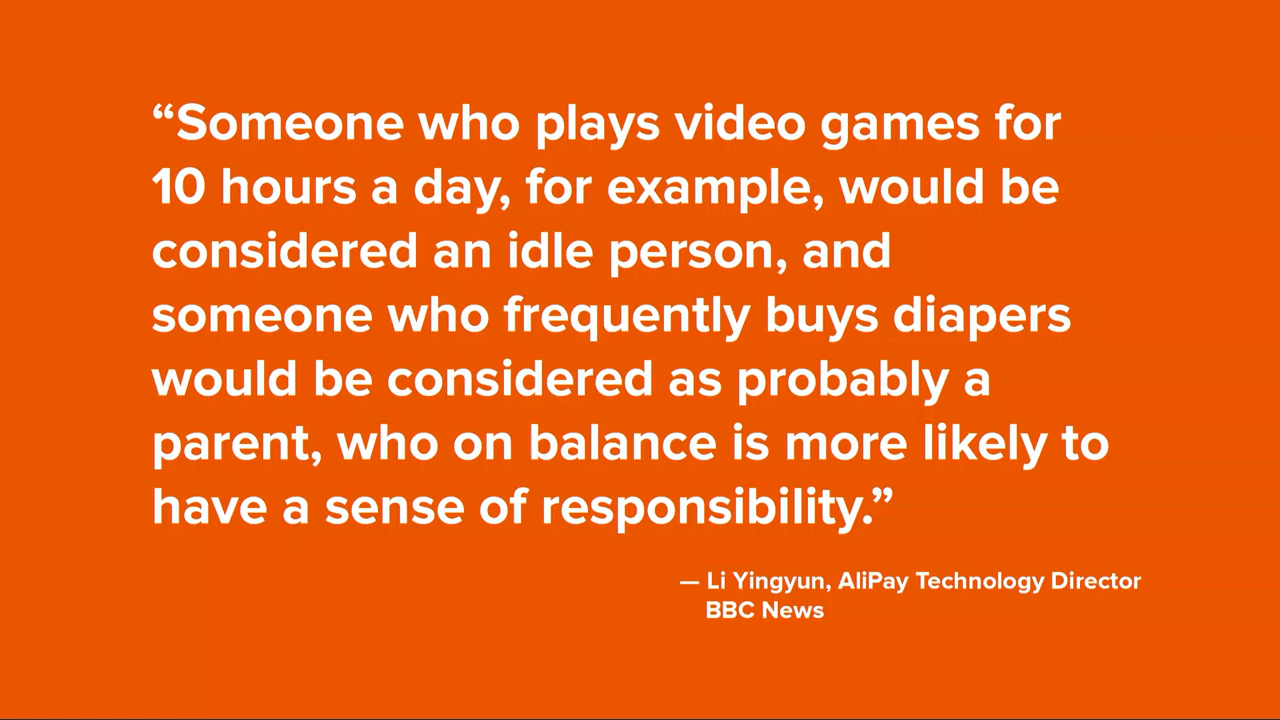 “Someone who plays video games for
10 hours a day, for example, would be
considered an idle person, and
someone who frequently buys diapers
would be considered as probably a
parent, who on balance is more likely to
have a sense of responsibility.”
— Li Yingyun, AliPay Technology Director
BBC News